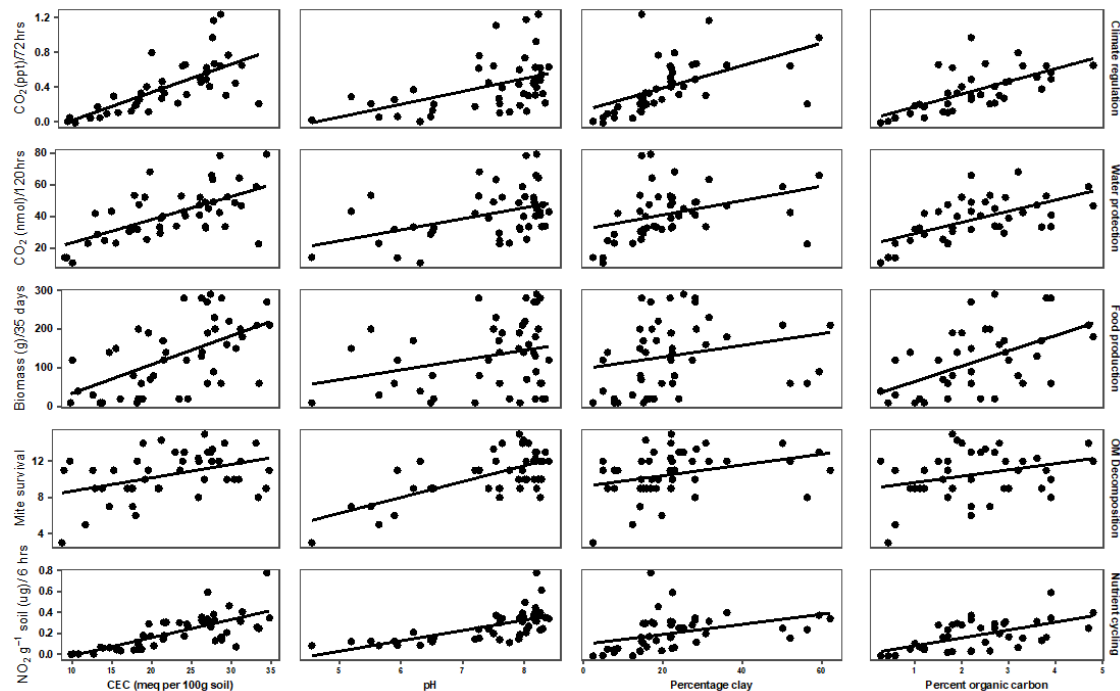 CO2 (ppt)/72hrs
1.2
0.8
0.4
0.0
Climate regulation
CO2 (nmol)/120hrs
80
60
40
20
Water protection
Biomass (g)/35 days
300
200
100
0
Food production
Mite survival
12
8
4
OM Decomposition
NO2 g⁻¹ soil (ug)/ 6 hrs
0.8
0.6
0.4
0.2
0.0
Nutrient cycling
10 15 20 25 30 35
5 6 7 8
0 20 40 60
1 2 3 4 5
CEC (meq per 100g soil)
pH
Percentage clay
Percent organic carbon